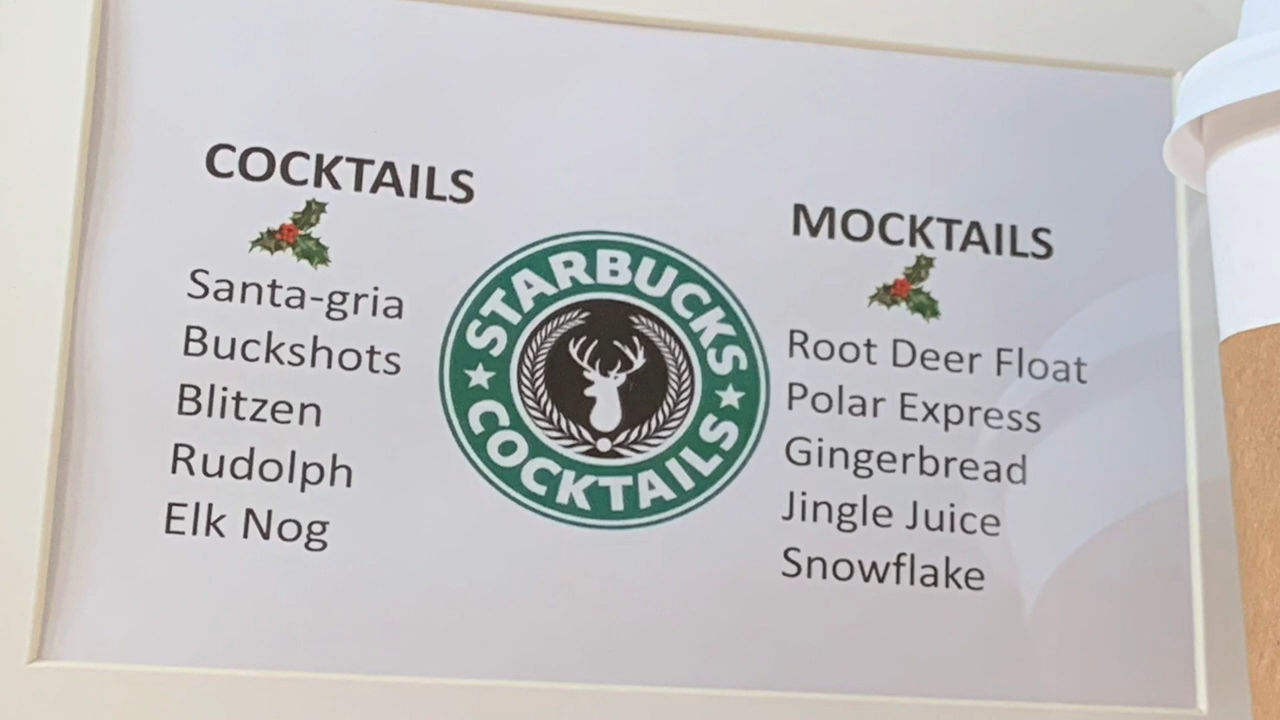 COCKTAILS
Santa-gria
Buckshots
Blitzen
Rudolph
Elk Nog
STARBUCKS
COCKTAILS
MOCKTAILS
Root Deer Float
Polar Express
Gingerbread
Jingle Juice
Snowflake